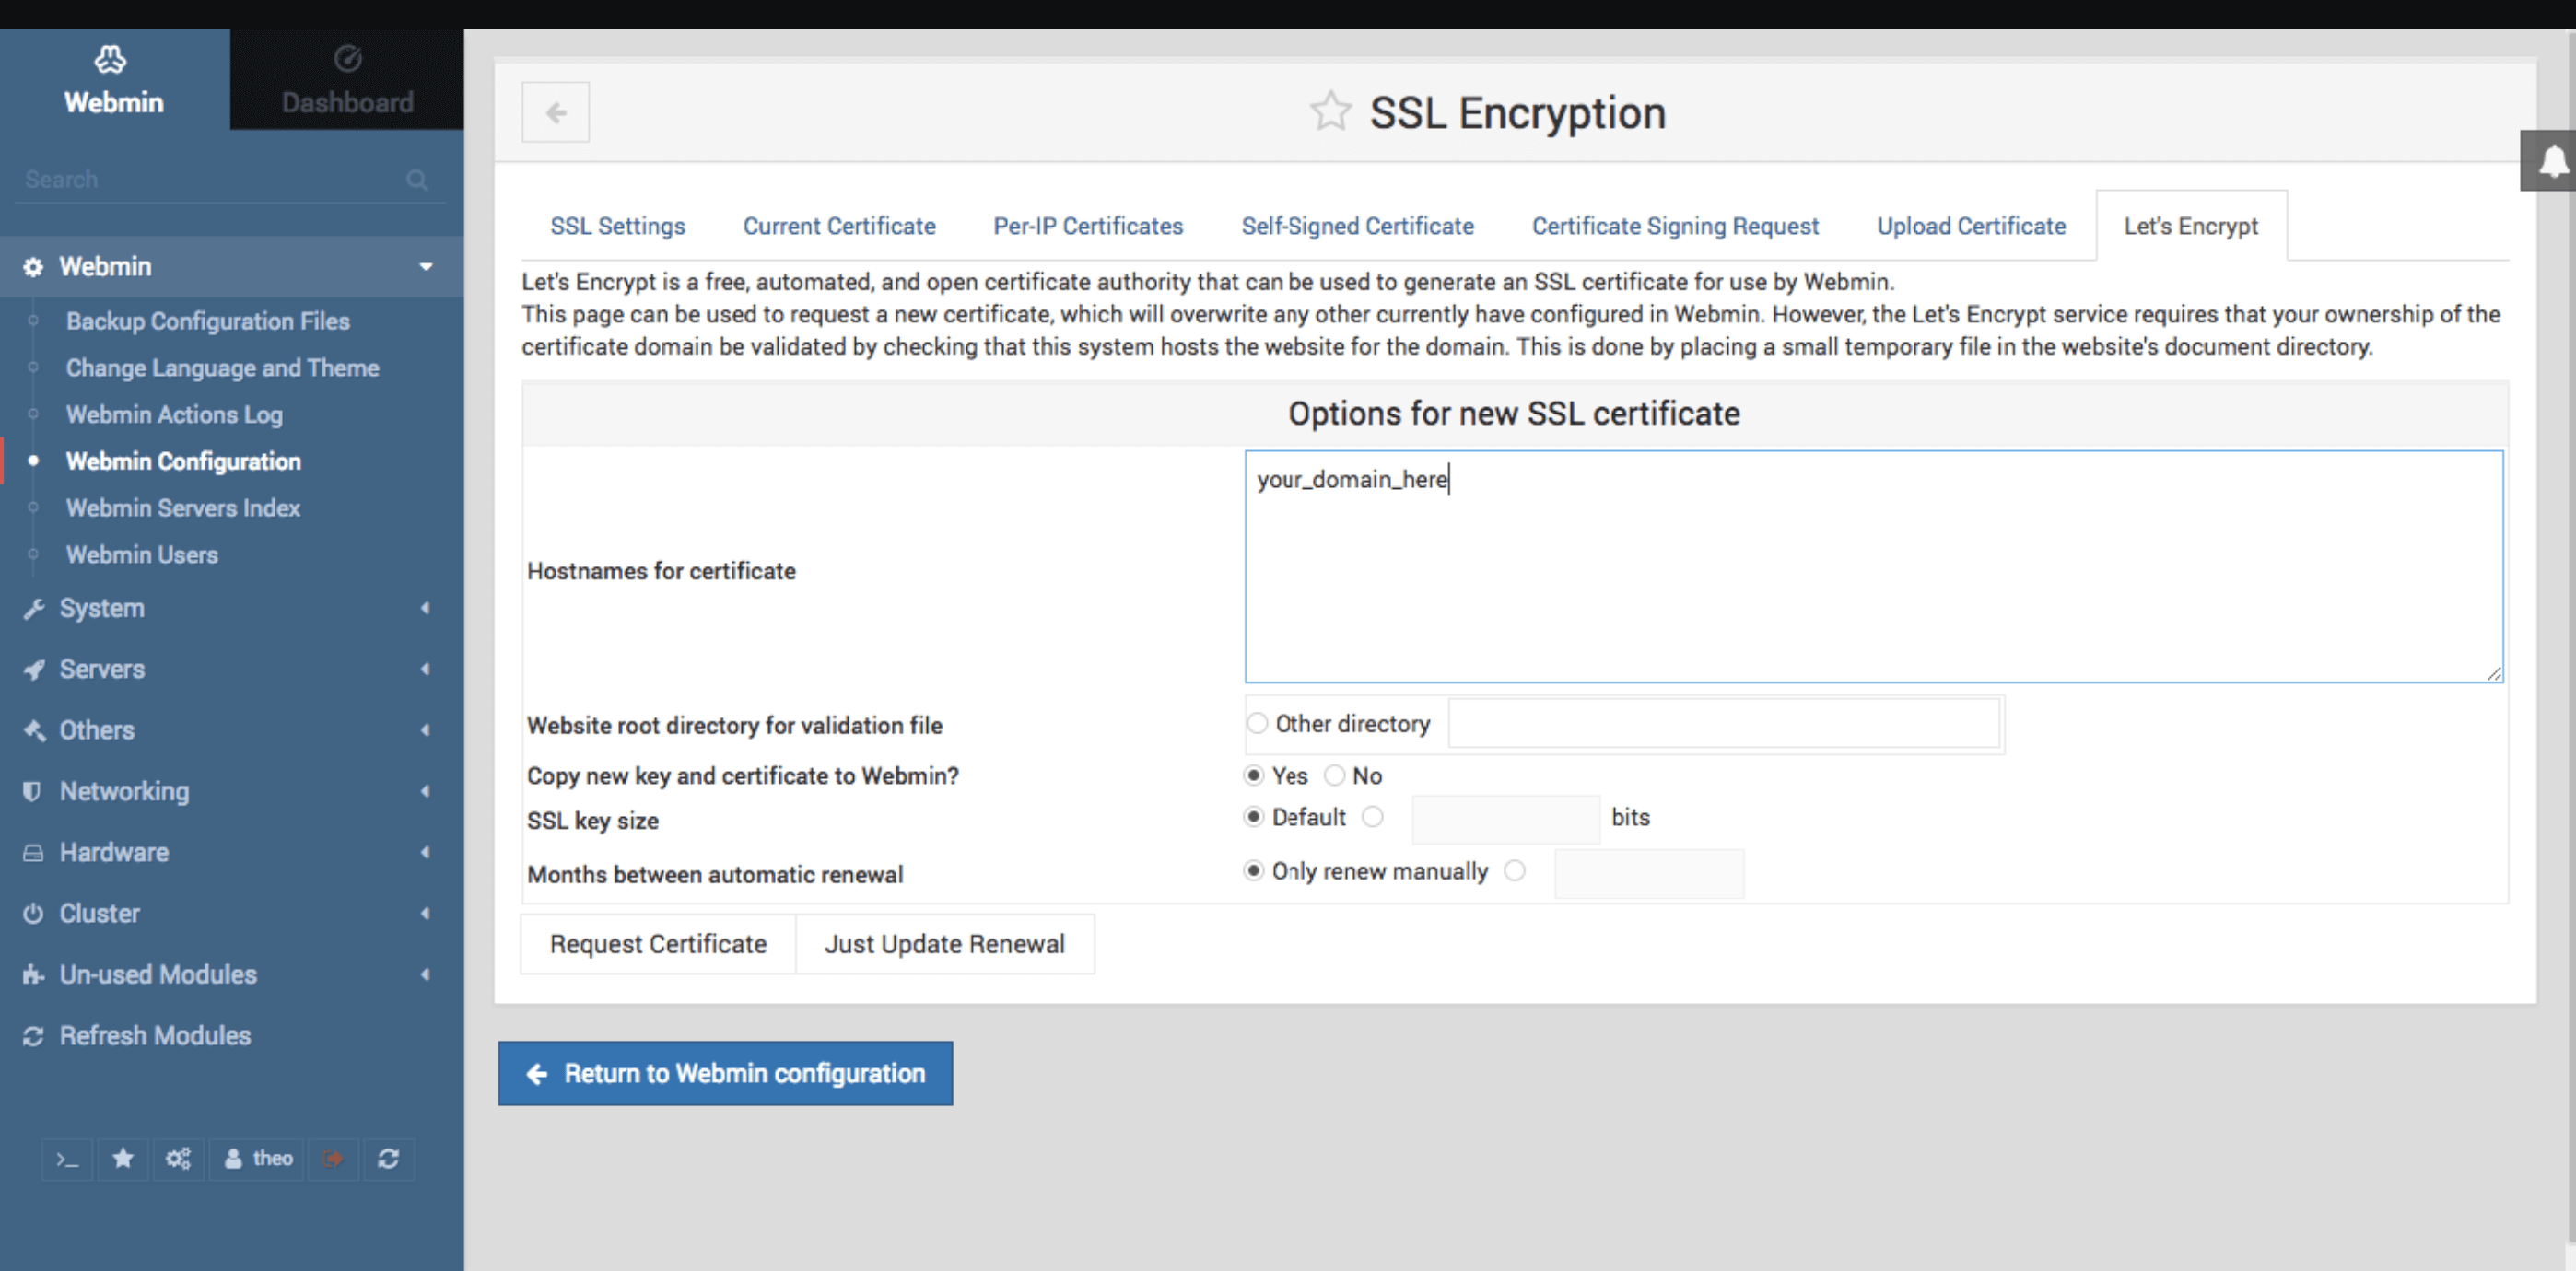 Webmin
Dashboard
Search
Webmin
Backup Configuration Files
Change Language and Theme
Webmin Actions Log
Webmin Configuration
Webmin Servers Index
Webmin Users
System
Servers
Others
Networking
Hardware
Cluster
Un-used Modules
Refresh Modules
>_
theo
SSL Encryption
SSL Settings Current Certificate Per-IP Certificates Self-Signed Certificate Certificate Signing Request Upload Certificate Let's Encrypt
Let's Encrypt is a free, automated, and open certificate authority that can be used to generate an SSL certificate for use by Webmin.
This page can be used to request a new certificate, which will overwrite any other currently have configured in Webmin. However, the Let's Encrypt service requires that your ownership of the
certificate domain be validated by checking that this system hosts the website for the domain. This is done by placing a small temporary file in the website's document directory.
Options for new SSL certificate
your_domain_here
Hostnames for certificate
Website root directory for validation file Other directory
Copy new key and certificate to Webmin? Yes No
SSL key size Default bits
Months between automatic renewal Only renew manually
Request Certificate Just Update Renewal
Return to Webmin configuration